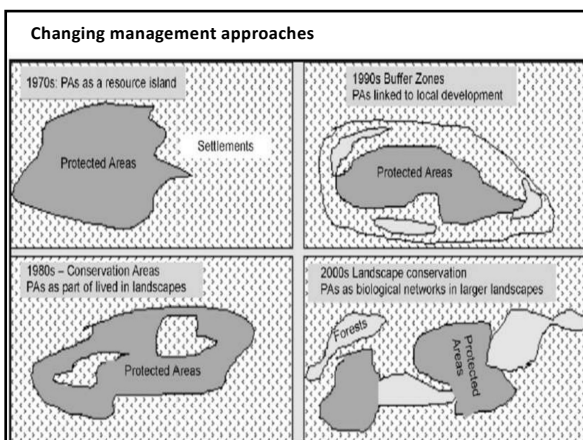 Changing management approaches
1970s: PAs as a resource island
Protected Areas
Settlements
1990s Buffer Zones
PAs linked to local development
Protected Areas
1980s – Conservation Areas
PAs as part of lived in landscapes
Protected Areas
2000s Landscape conservation
PAs as biological networks in larger landscapes
Forests
Protected
Areas